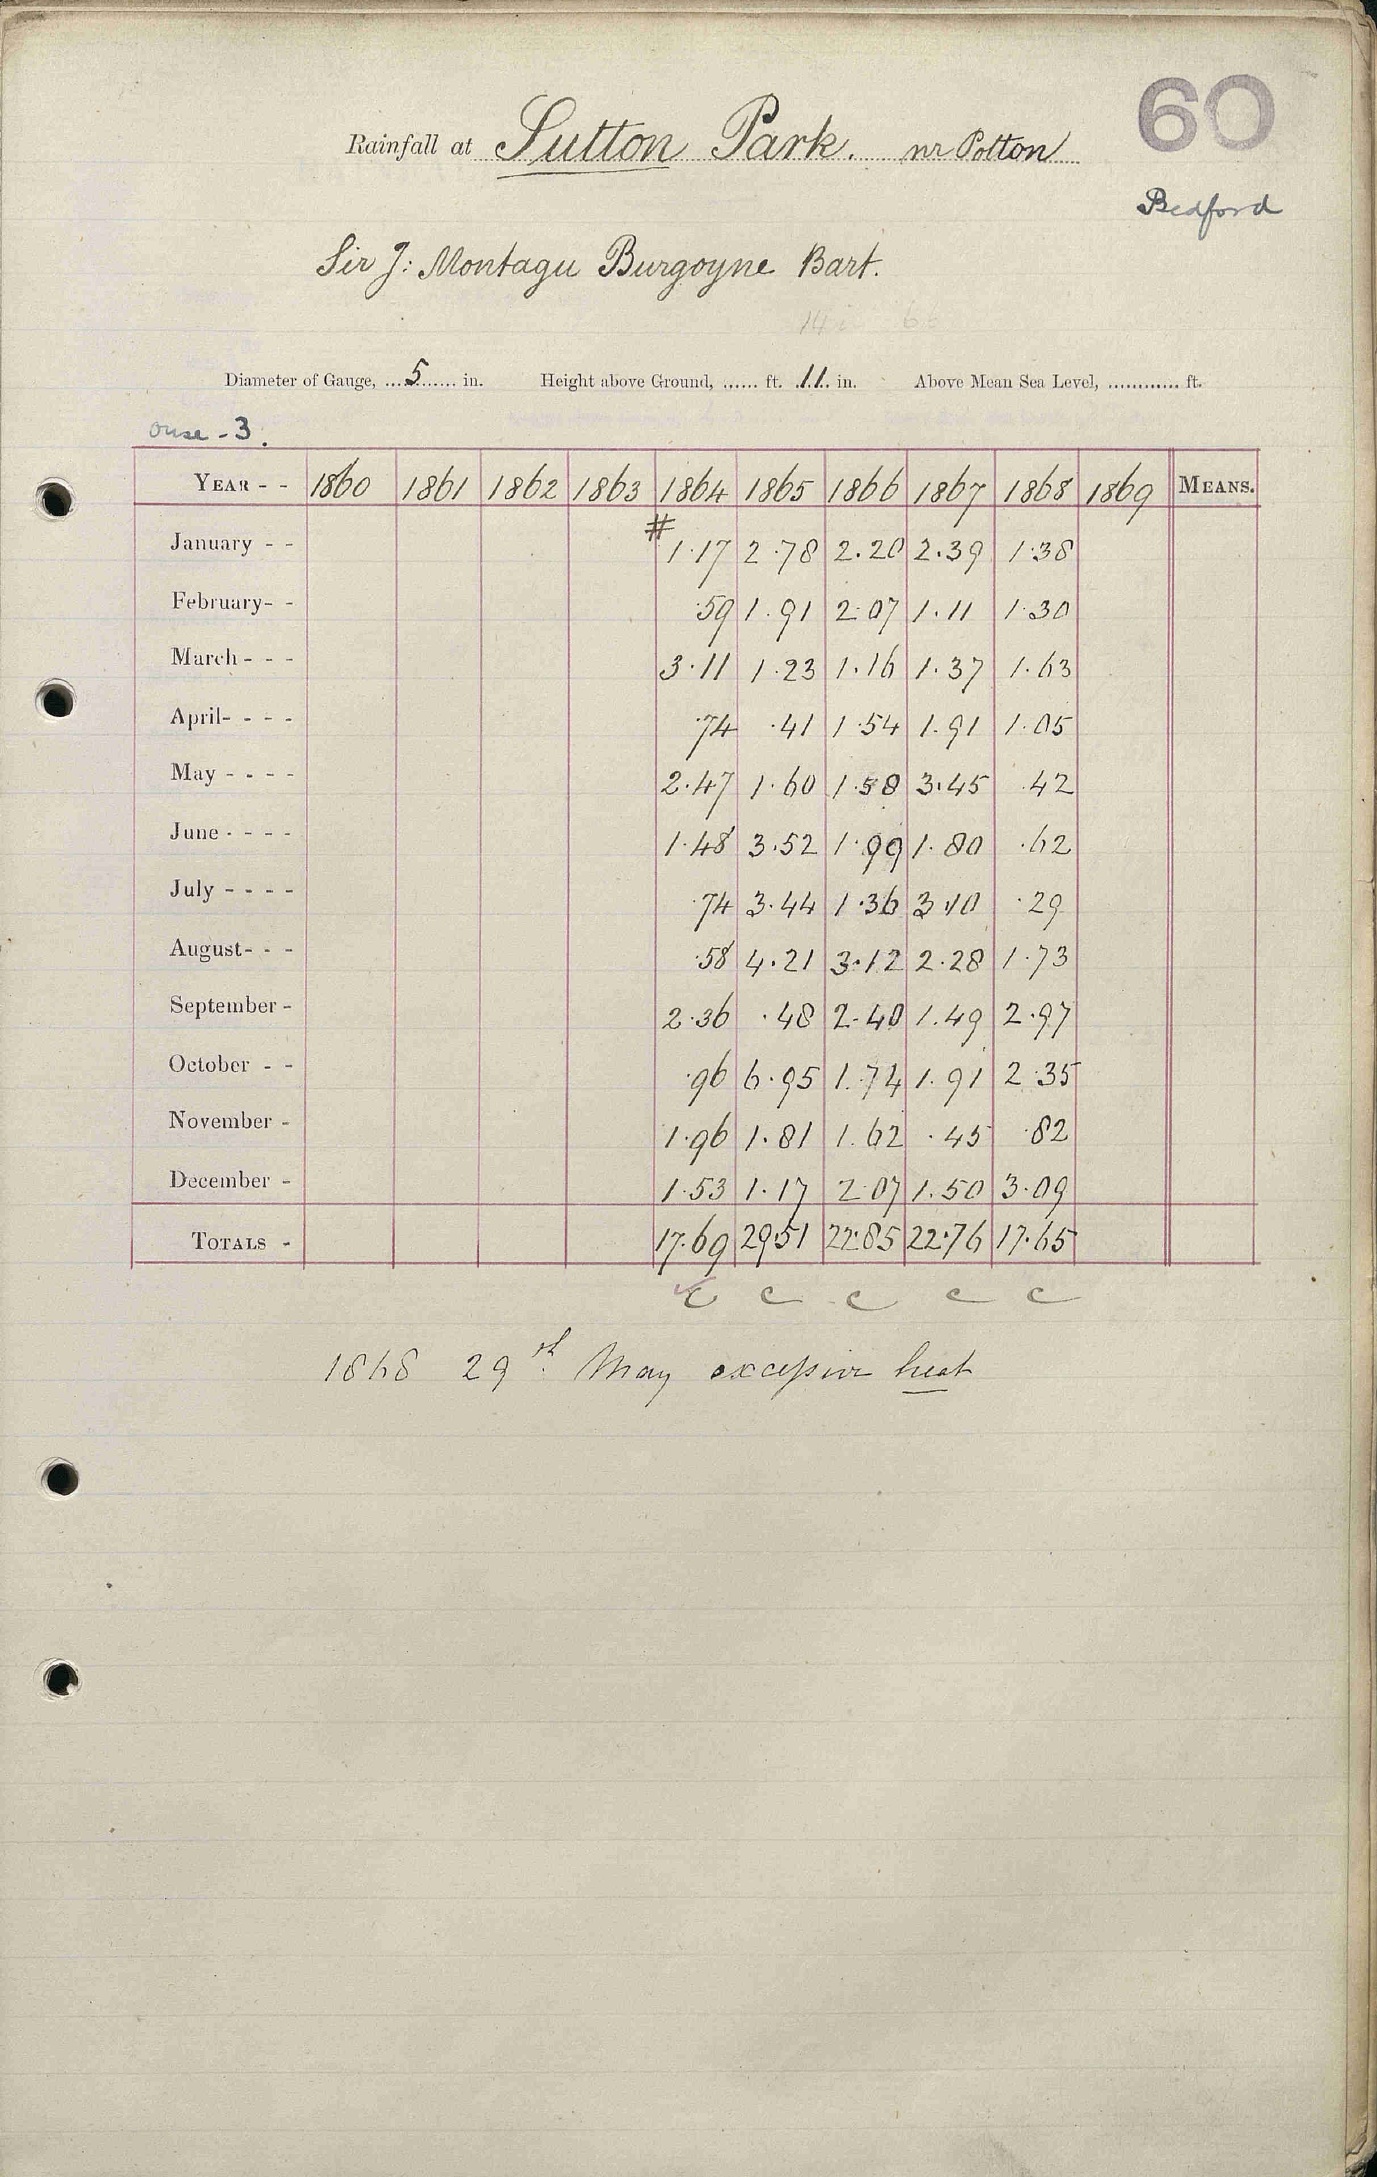 60
Rainfall at Sutton Park. nr Potton
Bedford
Sir J: Montagu Burgoyne Bart.
Diameter of Gauge, 5 in. Height above Ground, ft. 11 in. Above Mean Sea Level, ft.
Ouse - 3.
YEAR - - 1860 1861 1862 1863 1864 1865 1866 1867 1868 1869 MEANS.
#
January - - 1.17 2.78 2.20 2.39 1.38
February - - .59 1.91 2.07 1.11 1.30
March - - - 3.11 1.23 1.16 1.37 1.63
April - - - - .74 .41 1.54 1.91 1.05
May - - - - 2.47 1.60 1.58 3.45 .42
June - - - - 1.48 3.52 1.99 1.80 .62
July - - - - .74 3.44 1.36 3.10 .29
August - - - .58 4.21 3.12 2.28 1.73
September - 2.36 .48 2.40 1.49 2.97
October - - .96 6.95 1.74 1.91 2.35
November - 1.96 1.81 1.62 .45 .82
December - 1.53 1.17 2.07 1.50 3.09
TOTALS - 17.69 29.51 22.85 22.76 17.65
c c c c c
1868 29th May excessive heat